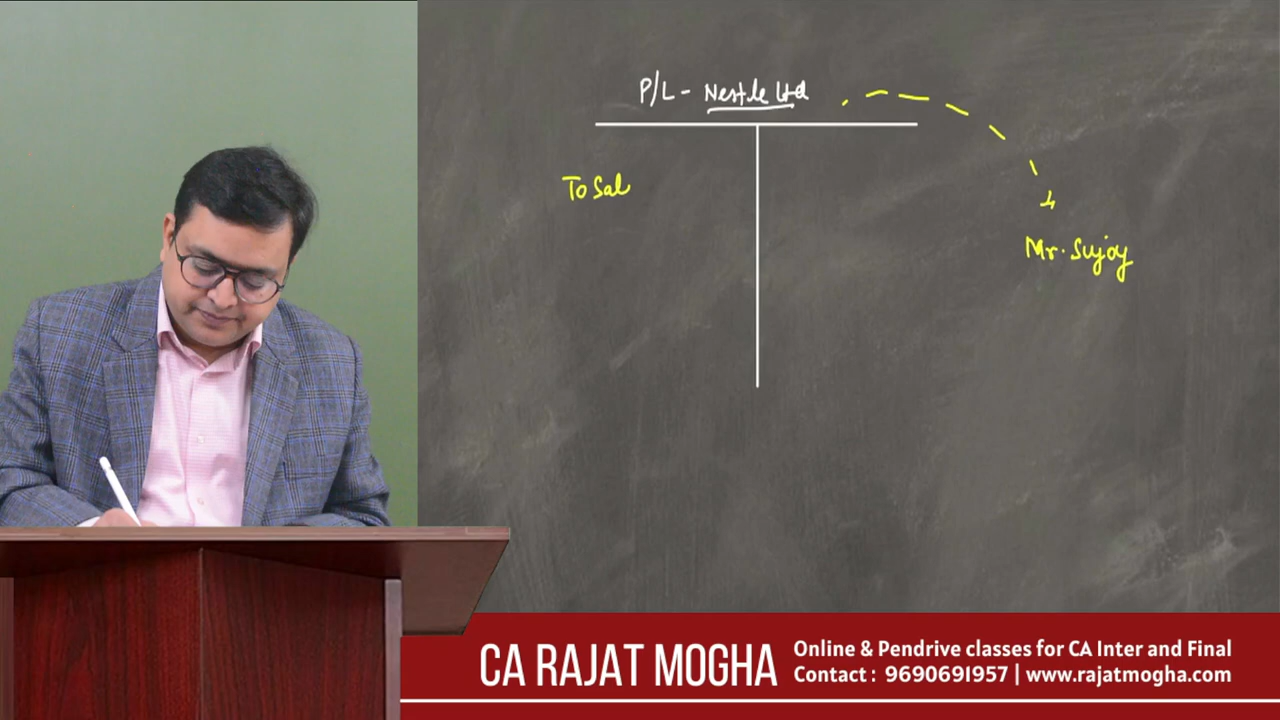 P/L - Nestle Ltd
To Sal
Mr. Sujoy
CA RAJAT MOGHA
Online & Pendrive classes for CA Inter and Final
Contact : 9690691957 | www.rajatmogha.com